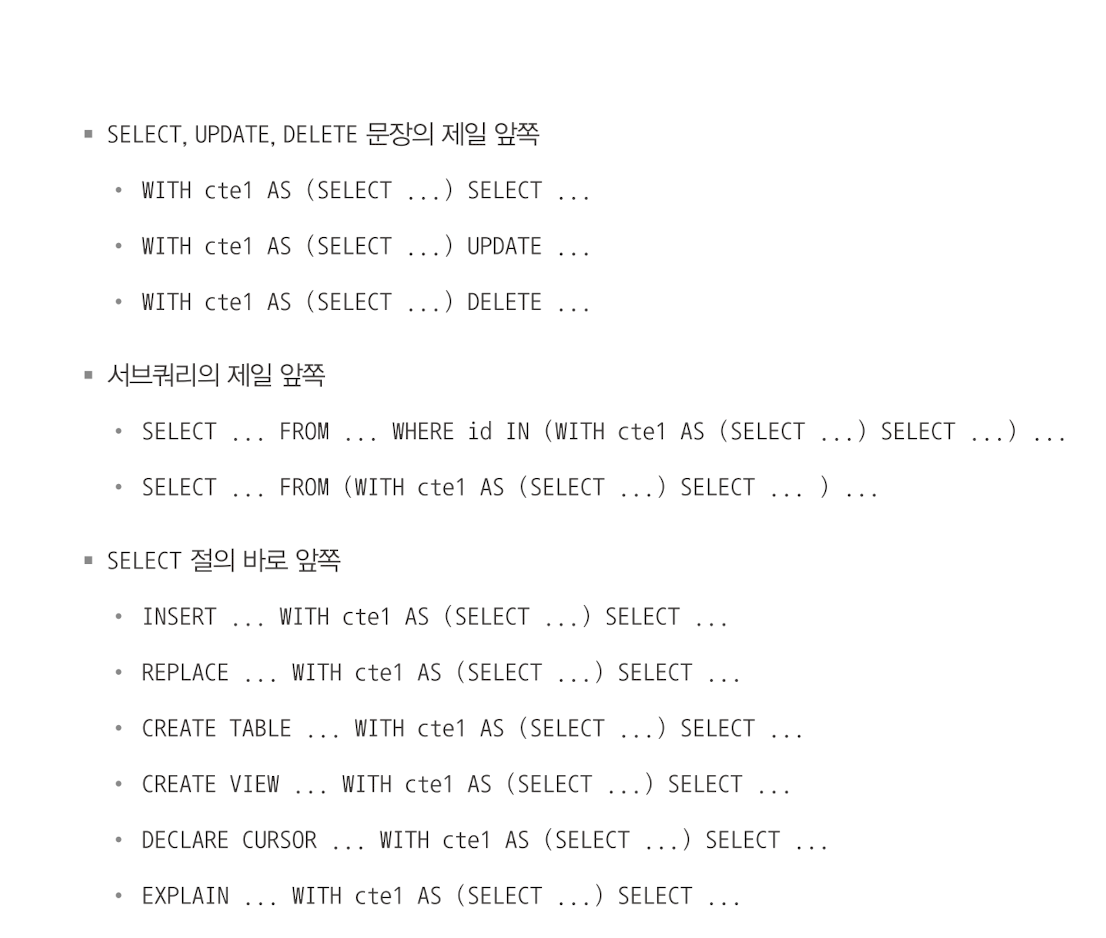 ▪ SELECT, UPDATE, DELETE 문장의 제일 앞쪽
• WITH cte1 AS (SELECT ...) SELECT ...
• WITH cte1 AS (SELECT ...) UPDATE ...
• WITH cte1 AS (SELECT ...) DELETE ...
▪ 서브쿼리의 제일 앞쪽
• SELECT ... FROM ... WHERE id IN (WITH cte1 AS (SELECT ...) SELECT ...) ...
• SELECT ... FROM (WITH cte1 AS (SELECT ...) SELECT ... ) ...
▪ SELECT 절의 바로 앞쪽
• INSERT ... WITH cte1 AS (SELECT ...) SELECT ...
• REPLACE ... WITH cte1 AS (SELECT ...) SELECT ...
• CREATE TABLE ... WITH cte1 AS (SELECT ...) SELECT ...
• CREATE VIEW ... WITH cte1 AS (SELECT ...) SELECT ...
• DECLARE CURSOR ... WITH cte1 AS (SELECT ...) SELECT ...
• EXPLAIN ... WITH cte1 AS (SELECT ...) SELECT ...